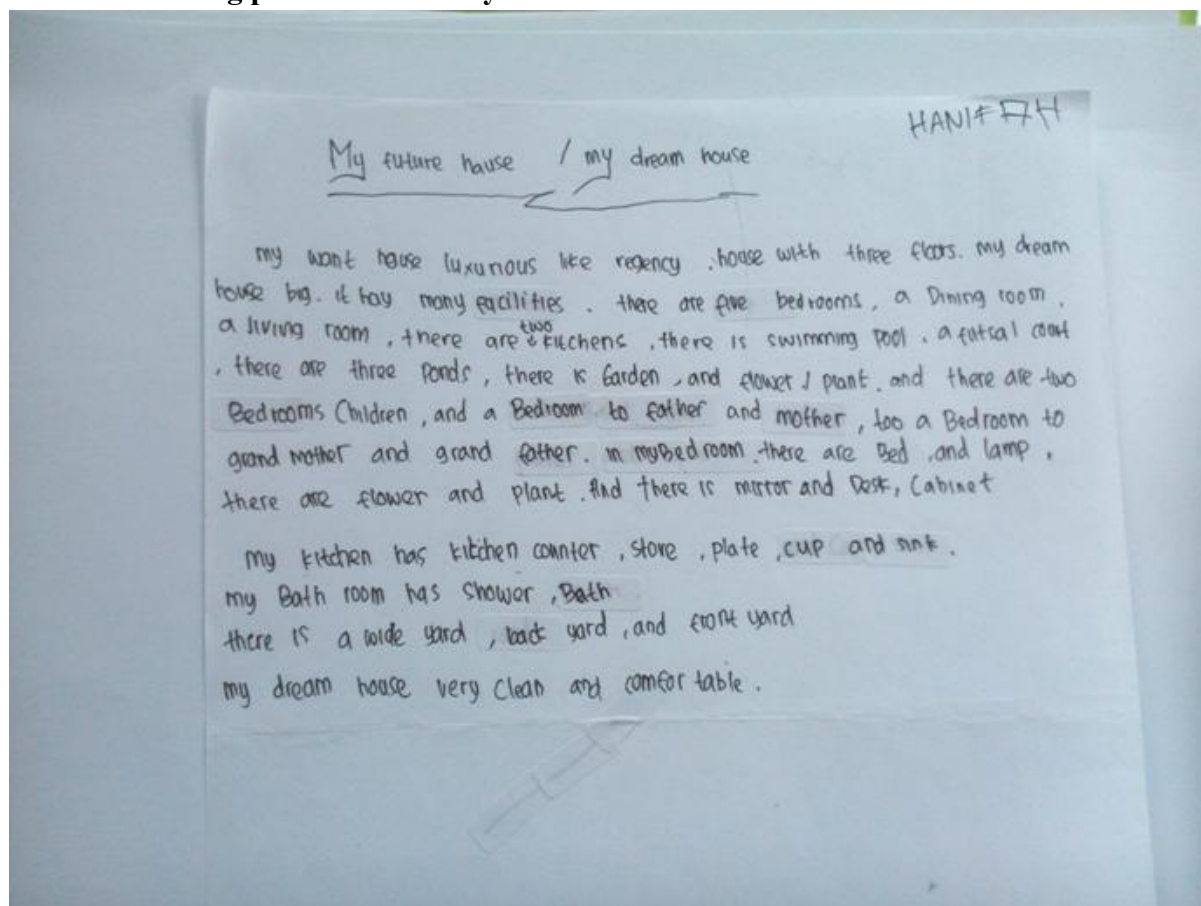 HANIFAH
My future hause / my dream house
my want house luxurious like regency . house with three floors. my dream
house big. it hay many facilities . there are five bedrooms, a Dining room,
a living room, there are two kitchens, there is swimming pool. a futsal court
, there are three Ponds, there is Garden, and flower / plant. and there are two
Bedrooms Children, and a Bedroom to father and mother, too a Bedroom to
grand mother and grand father. in my Bedroom, there are Bed, and lamp,
there are flower and plant. And there is mirror and Desk, Cabinet
my kitchen has kitchen counter, stove, plate, cup and sink.
my Bath room has shower, Bath
there is a wide yard, back yard, and front yard
my dream house very Clean and comfor table.